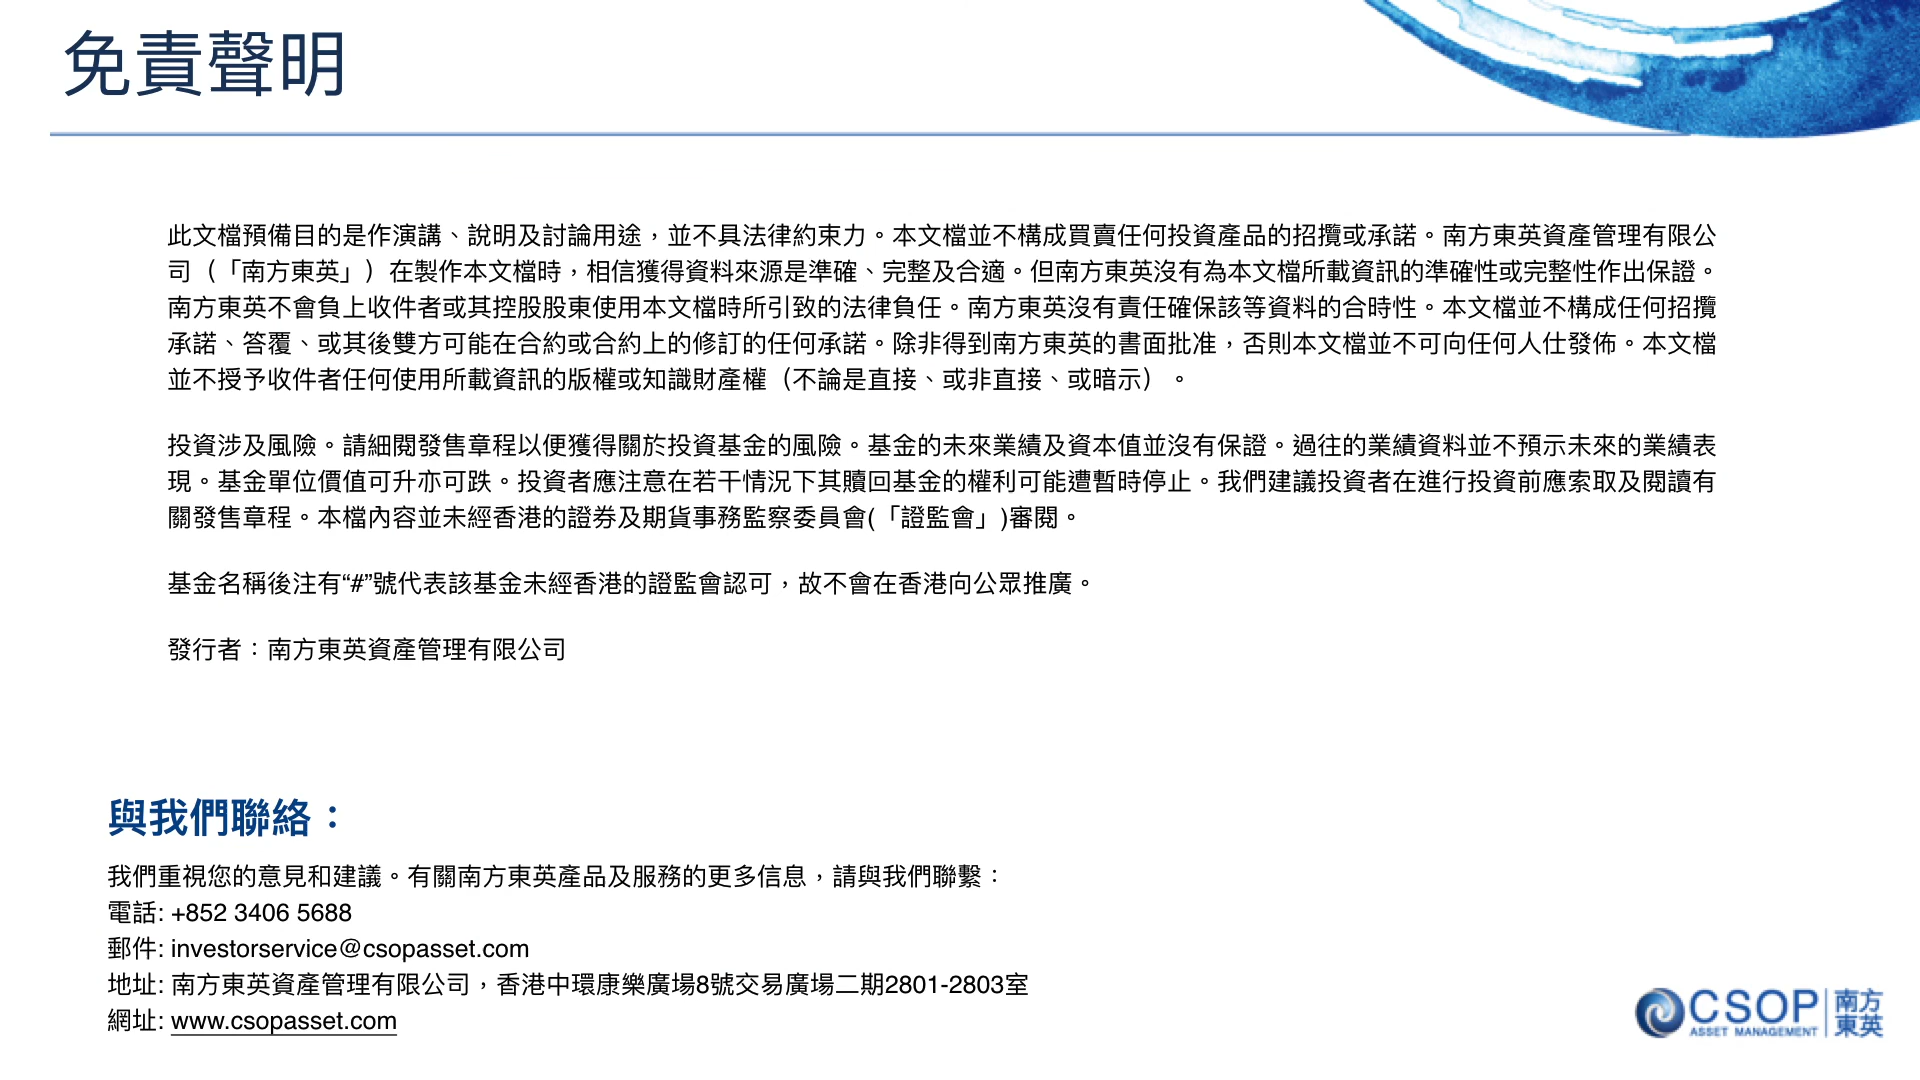 免責聲明
此文檔預備目的是作演講、說明及討論用途，並不具法律約束力。本文檔並不構成買賣任何投資產品的招攬或承諾。南方東英資產管理有限公
司（「南方東英」）在製作本文檔時，相信獲得資料來源是準確、完整及合適。但南方東英沒有為本文檔所載資訊的準確性或完整性作出保證。
南方東英不會負上收件者或其控股股東使用本文檔時所引致的法律負任。南方東英沒有責任確保該等資料的合時性。本文檔並不構成任何招攬
承諾、答覆、或其後雙方可能在合約或合約上的修訂的任何承諾。除非得到南方東英的書面批准，否則本文檔並不可向任何人仕發佈。本文檔
並不授予收件者任何使用所載資訊的版權或知識財產權（不論是直接、或非直接、或暗示）。
投資涉及風險。請細閱發售章程以便獲得關於投資基金的風險。基金的未來業績及資本值並沒有保證。過往的業績資料並不預示未來的業績表
現。基金單位價值可升亦可跌。投資者應注意在若干情況下其贖回基金的權利可能遭暫時停止。我們建議投資者在進行投資前應索取及閱讀有
關發售章程。本檔內容並未經香港的證券及期貨事務監察委員會(「證監會」)審閱。
基金名稱後注有“#”號代表該基金未經香港的證監會認可，故不會在香港向公眾推廣。
發行者：南方東英資產管理有限公司
與我們聯絡：
我們重視您的意見和建議。有關南方東英產品及服務的更多信息，請與我們聯繫：
電話: +852 3406 5688
郵件: investorservice@csopasset.com
地址: 南方東英資產管理有限公司，香港中環康樂廣場8號交易廣場二期2801-2803室
網址: www.csopasset.com
CSOP
ASSET MANAGEMENT
南方
東英